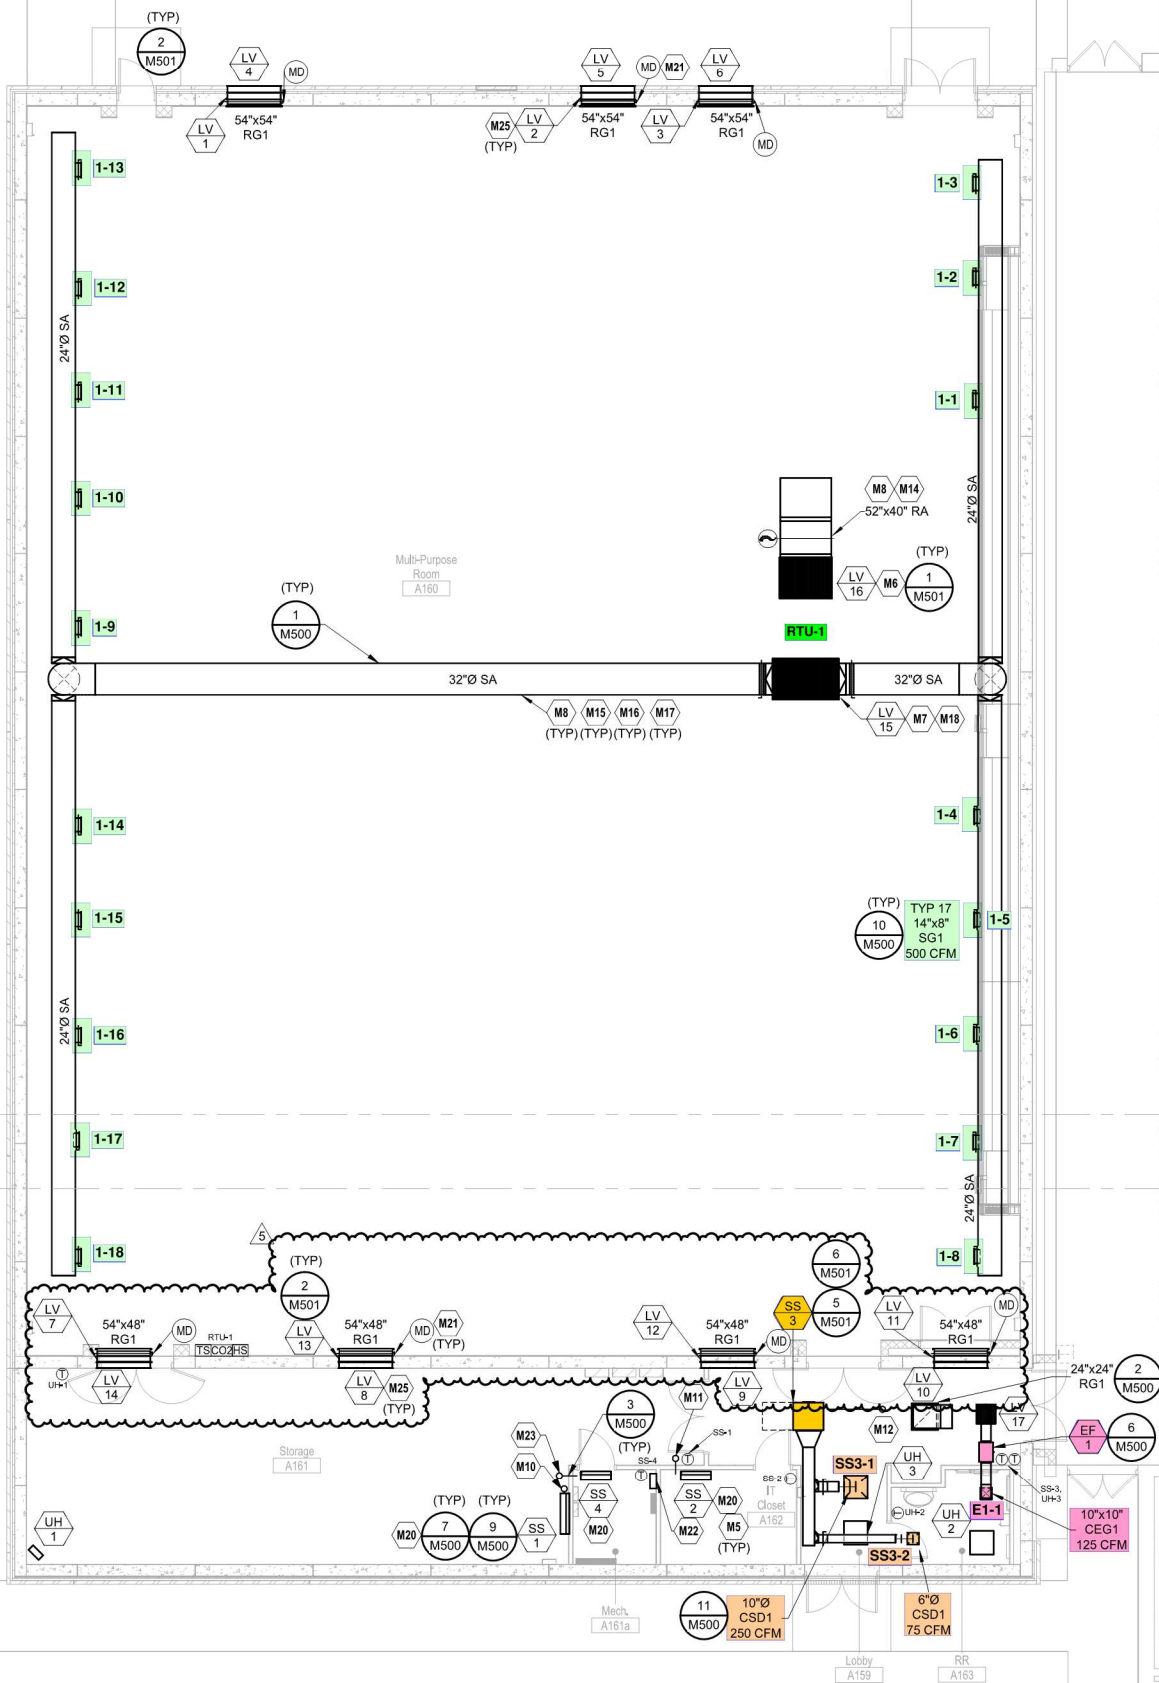 (TYP)
2
M501
LV
4
MD
LV
5
MD
M21
LV
6
LV
1
54"x54"
RG1
M25
(TYP)
LV
2
54"x54"
RG1
LV
3
54"x54"
RG1
MD
1-13
1-3
1-12
1-2
24"Ø SA
1-11
1-1
1-10
24"Ø SA
M8
M14
52"x40" RA
Multi-Purpose
Room
A160
(TYP)
1
M501
LV
16
M6
(TYP)
1
M500
1-9
RTU-1
32"Ø SA
32"Ø SA
M8
M15
M16
M17
(TYP)
(TYP)
(TYP)
(TYP)
LV
15
M7
M18
1-14
1-4
(TYP)
10
M500
TYP 17
14"x8"
SG1
500 CFM
1-15
1-5
24"Ø SA
1-16
1-6
1-17
1-7
24"Ø SA
5
1-18
1-8
(TYP)
2
M501
6
M501
5
M501
SS
3
LV
7
54"x48"
RG1
MD
RTU-1
TS
CO2
HS
LV
13
54"x48"
RG1
MD
M21
(TYP)
LV
12
54"x48"
RG1
MD
LV
11
54"x48"
RG1
MD
UH-1
T
LV
14
LV
8
M25
(TYP)
LV
9
LV
10
24"x24"
RG1
2
M500
LV
17
M11
M12
3
M500
(TYP)
M23
SS-1
T
EF
1
6
M500
Storage
A161
M10
SS-4
T
SS-2
T
IT
Closet
A162
SS3-1
UH
3
T
T
SS-3,
UH-3
SS
4
M20
SS
2
M20
M22
M5
(TYP)
T
UH-2
UH
2
E1-1
10"x10"
CEG1
125 CFM
UH
1
M20
(TYP)
7
M500
(TYP)
9
M500
SS
1
SS3-2
11
M500
10"Ø
CSD1
250 CFM
6"Ø
CSD1
75 CFM
Mech.
A161a
Lobby
A159
RR
A163